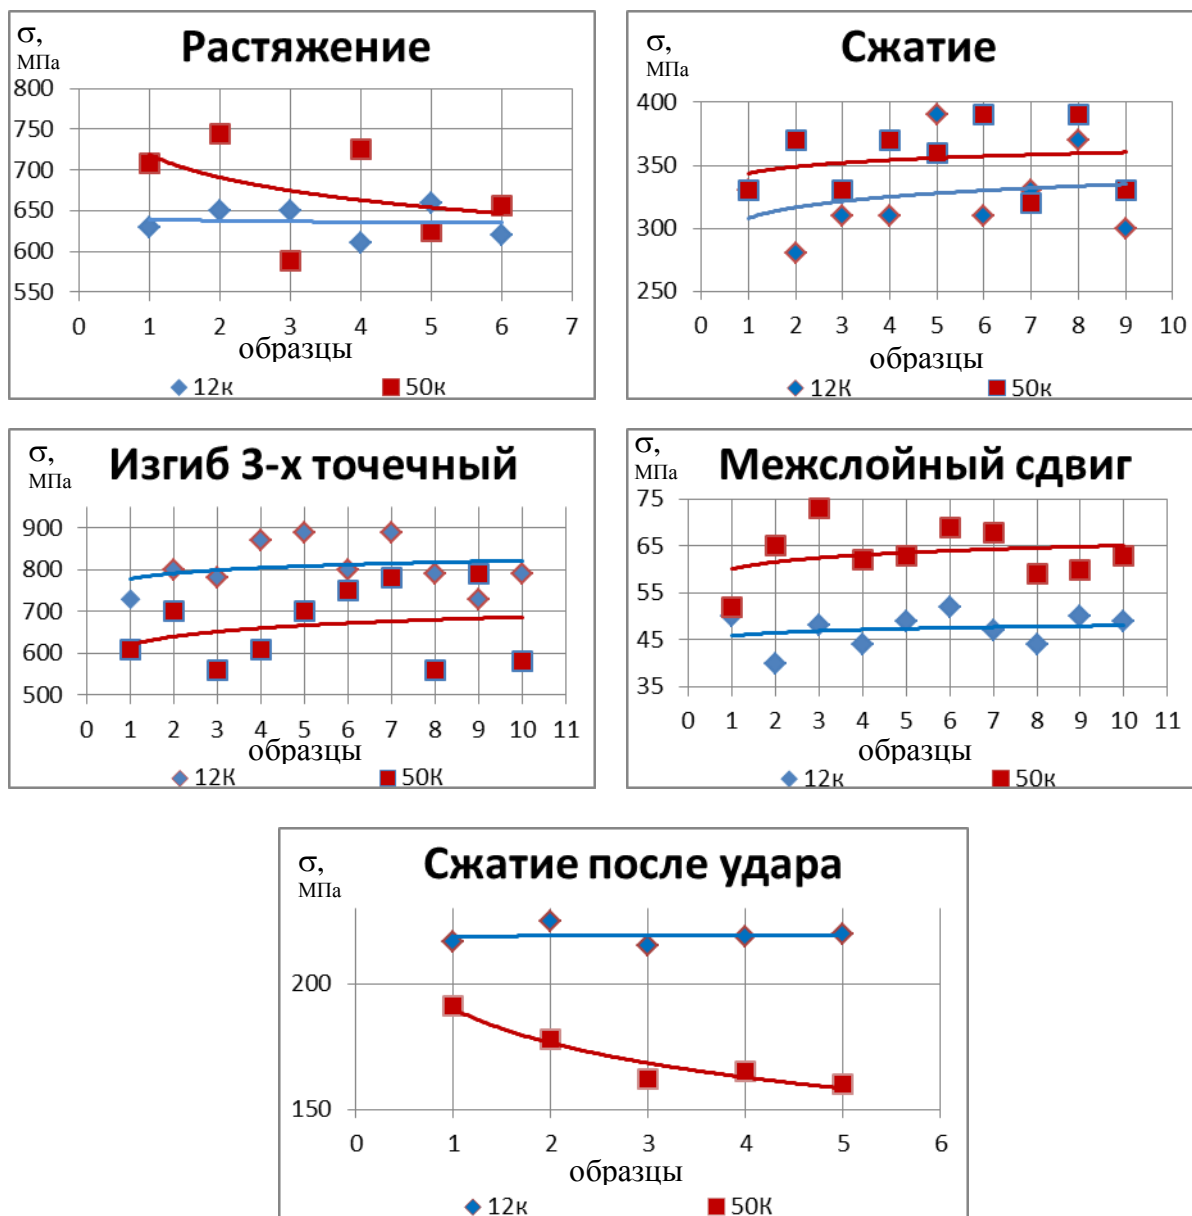 σ,
МПа
Растяжение
800
750
700
650
600
550
0 1 2 3 4 5 6 7
образцы
12к 50к
σ,
МПа
Сжатие
400
350
300
250
0 1 2 3 4 5 6 7 8 9 10
образцы
12К 50к
σ,
МПа
Изгиб 3-х точечный
900
800
700
600
500
0 1 2 3 4 5 6 7 8 9 10 11
образцы
12К 50К
σ,
МПа
Межслойный сдвиг
75
65
55
45
35
0 1 2 3 4 5 6 7 8 9 10 11
образцы
12к 50к
σ,
МПа
Сжатие после удара
200
150
0 1 2 3 4 5 6
образцы
12к 50К